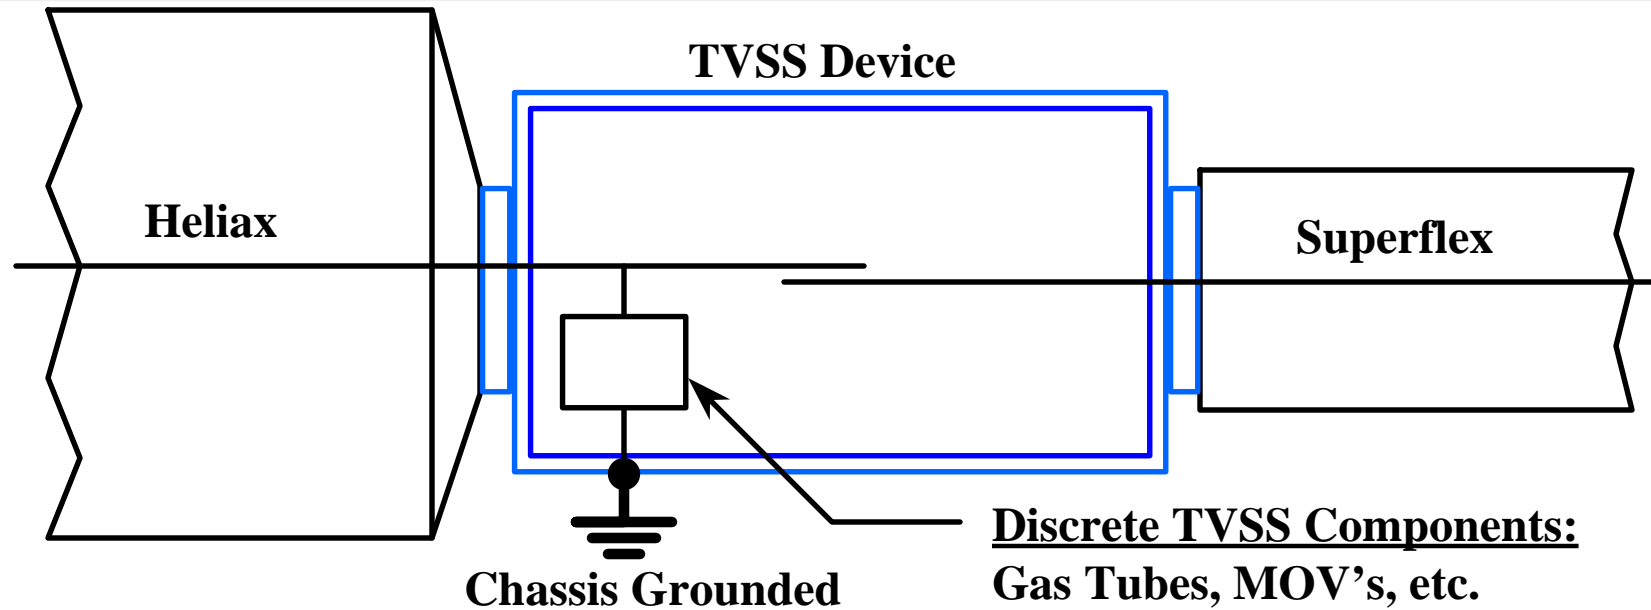 TVSS Device
Heliax
Superflex
Discrete TVSS Components:
Gas Tubes, MOV’s, etc.
Chassis Grounded